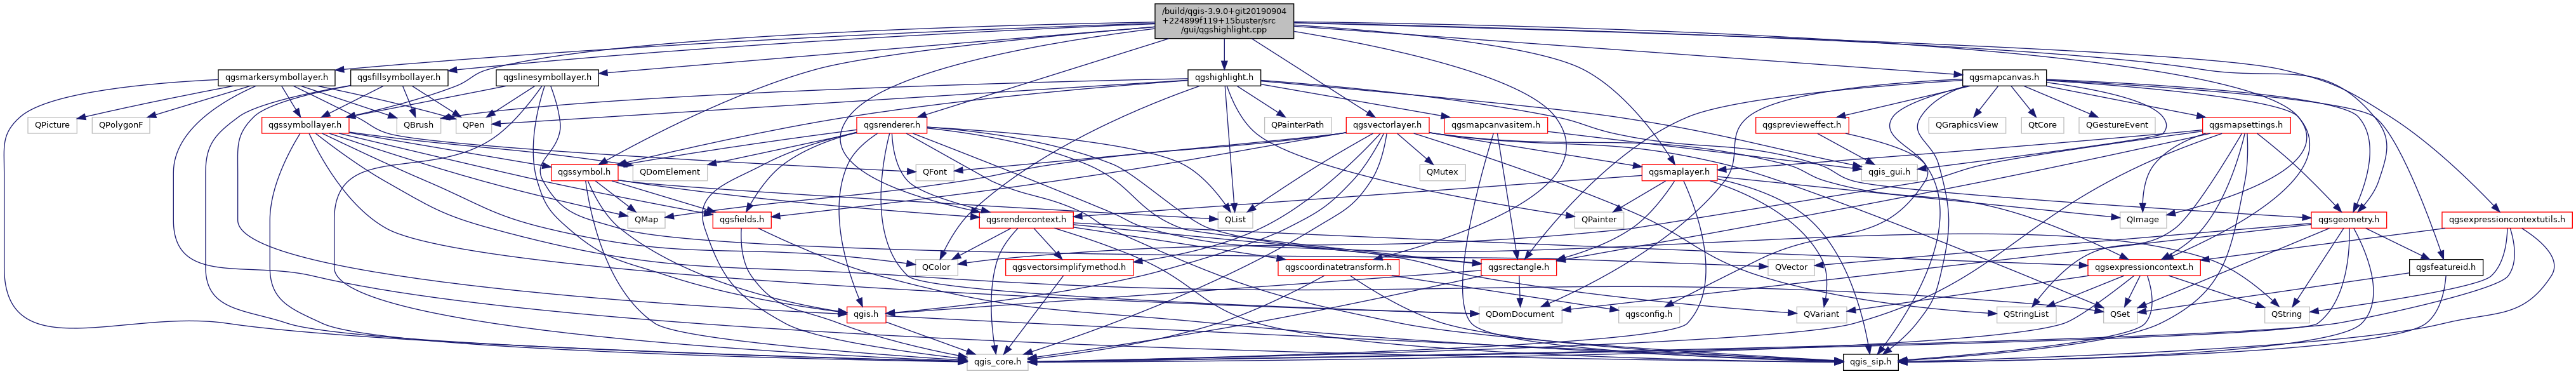 /build/qgis-3.9.0+git20190904
+224899f119+15buster/src
/gui/qgshighlight.cpp
qgsmarkersymbollayer.h
qgsfillsymbollayer.h
qgslinesymbollayer.h
qgshighlight.h
qgsmapcanvas.h
QPicture
QPolygonF
qgssymbollayer.h
QBrush
QPen
qgsrenderer.h
QPainterPath
qgsvectorlayer.h
qgsmapcanvasitem.h
qgspreviewеffect.h
QGraphicsView
QtCore
QGestureEvent
qgsmapsettings.h
qgssymbol.h
QDomElement
QFont
QMutex
qgsmaplayer.h
qgis_gui.h
QMap
qgsfields.h
qgsrendercontext.h
QList
QPainter
QImage
qgsgeometry.h
qgsexpressioncontextutils.h
QColor
qgsvectorsimplifymethod.h
qgscoordinatetransform.h
qgsrectangle.h
QVector
qgsexpressioncontext.h
qgsfeatureid.h
qgis.h
QDomDocument
qgsconfig.h
QVariant
QStringList
QSet
QString
qgis_core.h
qgis_sip.h